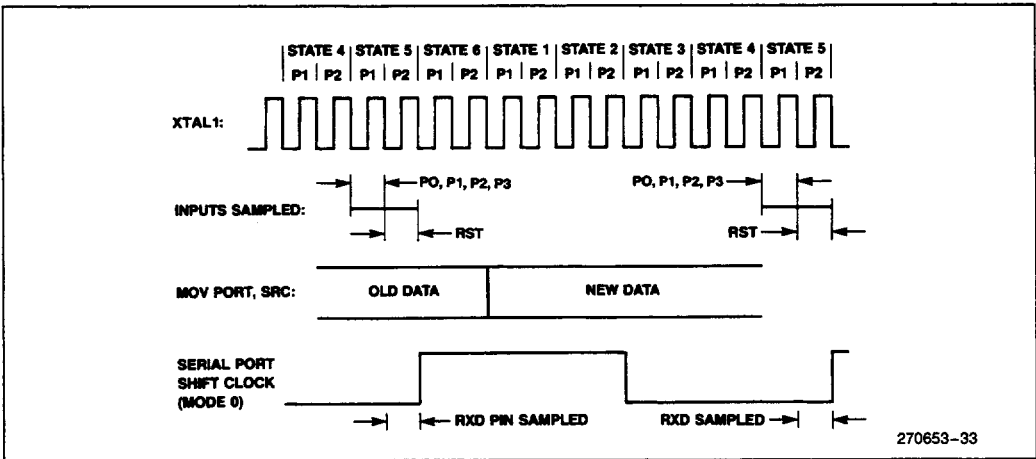 STATE 4 | STATE 5 | STATE 6 | STATE 1 | STATE 2 | STATE 3 | STATE 4 | STATE 5
P1 | P2 | P1 | P2 | P1 | P2 | P1 | P2 | P1 | P2 | P1 | P2 | P1 | P2 | P1 | P2
XTAL1:
PO, P1, P2, P3 PO, P1, P2, P3
INPUTS SAMPLED:
RST RST
MOV PORT, SRC: OLD DATA NEW DATA
SERIAL PORT
SHIFT CLOCK
(MODE 0)
RXD PIN SAMPLED RXD SAMPLED
270653-33